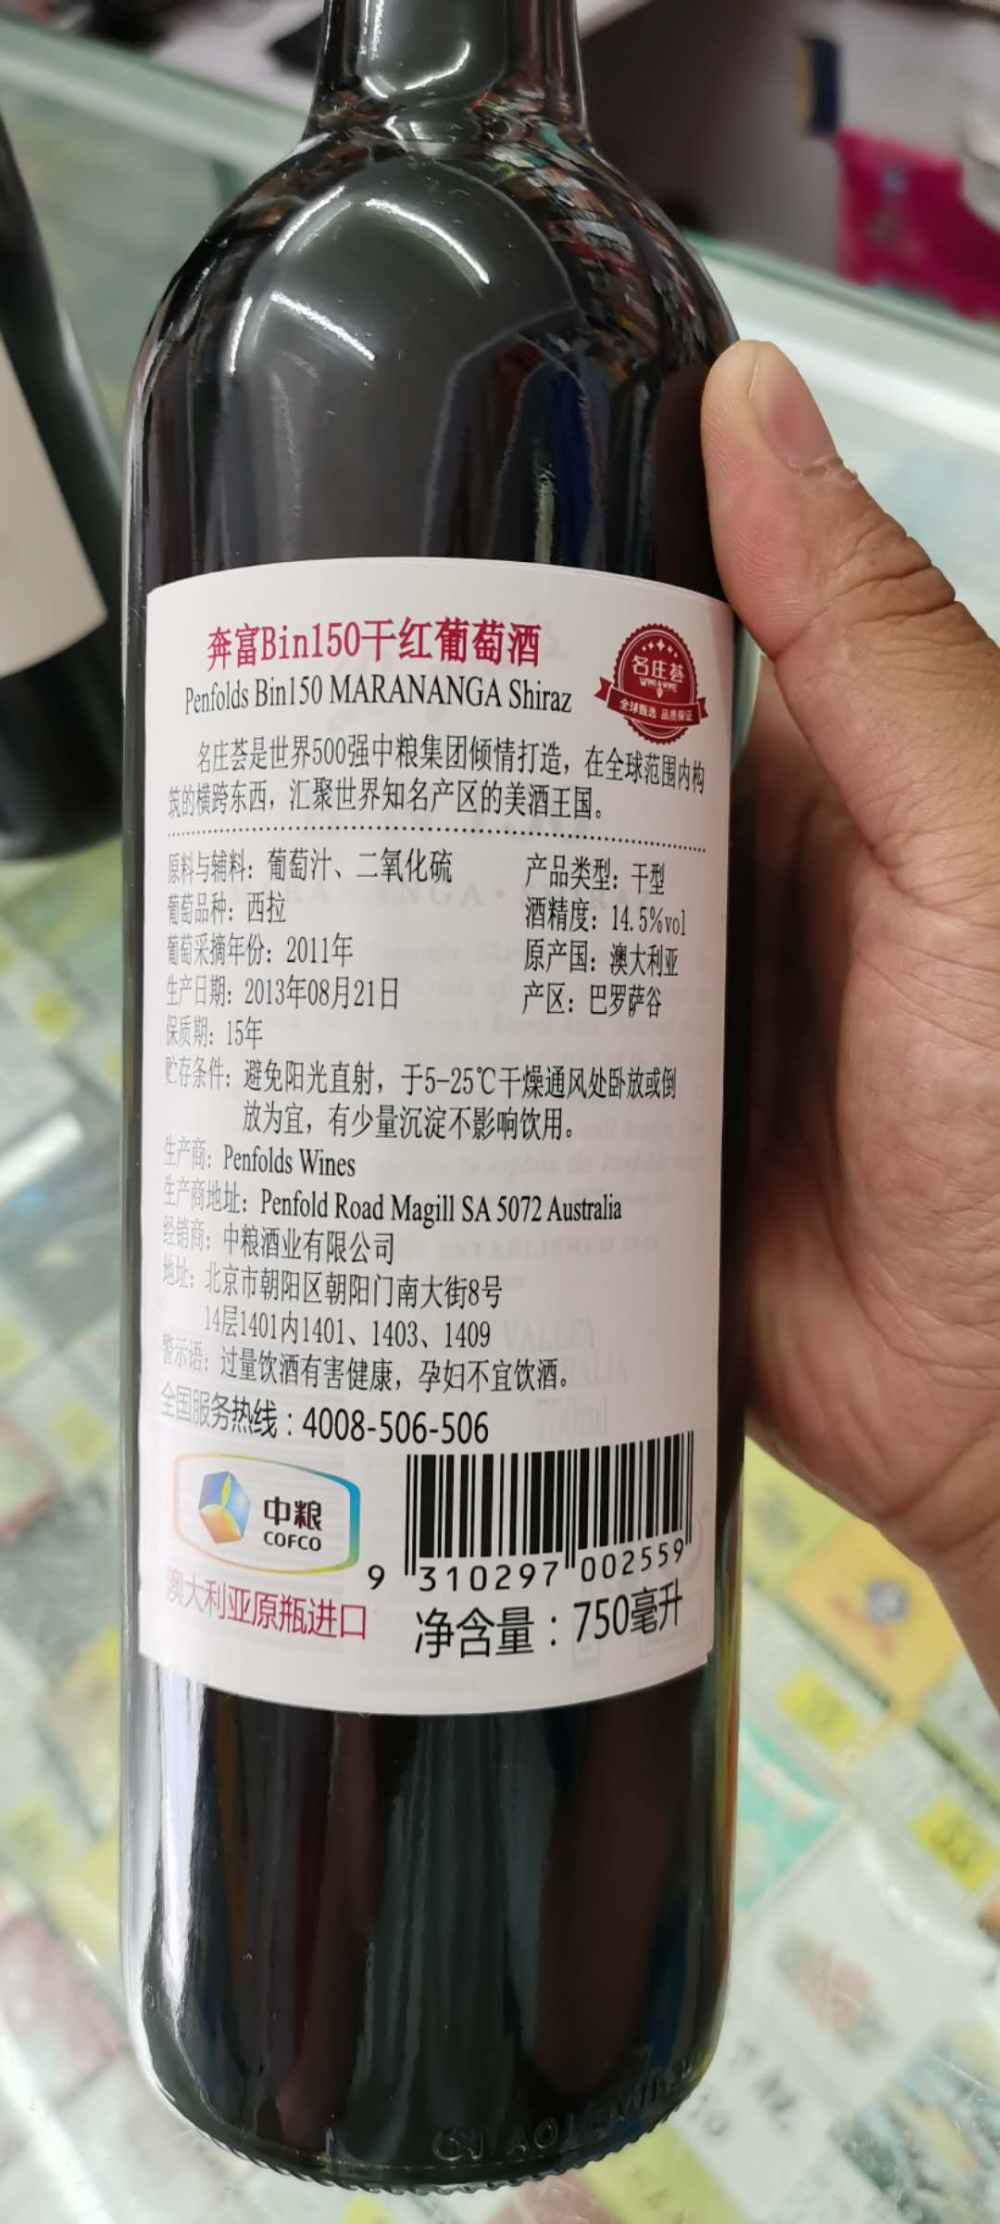 奔富Bin150干红葡萄酒
Penfolds Bin150 MARANANGA Shiraz
名庄荟
WINE&WINE
全球甄选 品质保证
名庄荟是世界500强中粮集团倾情打造，在全球范围内构
筑的横跨东西，汇聚世界知名产区的美酒王国。
原料与辅料：葡萄汁、二氧化硫
产品类型：干型
葡萄品种：西拉
酒精度：14.5%vol
葡萄采摘年份：2011年
原产国：澳大利亚
生产日期：2013年08月21日
产区：巴罗萨谷
保质期：15年
贮存条件：避免阳光直射，于5-25℃干燥通风处卧放或倒
放为宜，有少量沉淀不影响饮用。
生产商：Penfolds Wines
生产商地址：Penfold Road Magill SA 5072 Australia
经销商：中粮酒业有限公司
地址：北京市朝阳区朝阳门南大街8号
14层1401内1401、1403、1409
警示语：过量饮酒有害健康，孕妇不宜饮酒。
全国服务热线：4008-506-506
中粮
COFCO
9 310297 002559
澳大利亚原瓶进口
净含量：750毫升